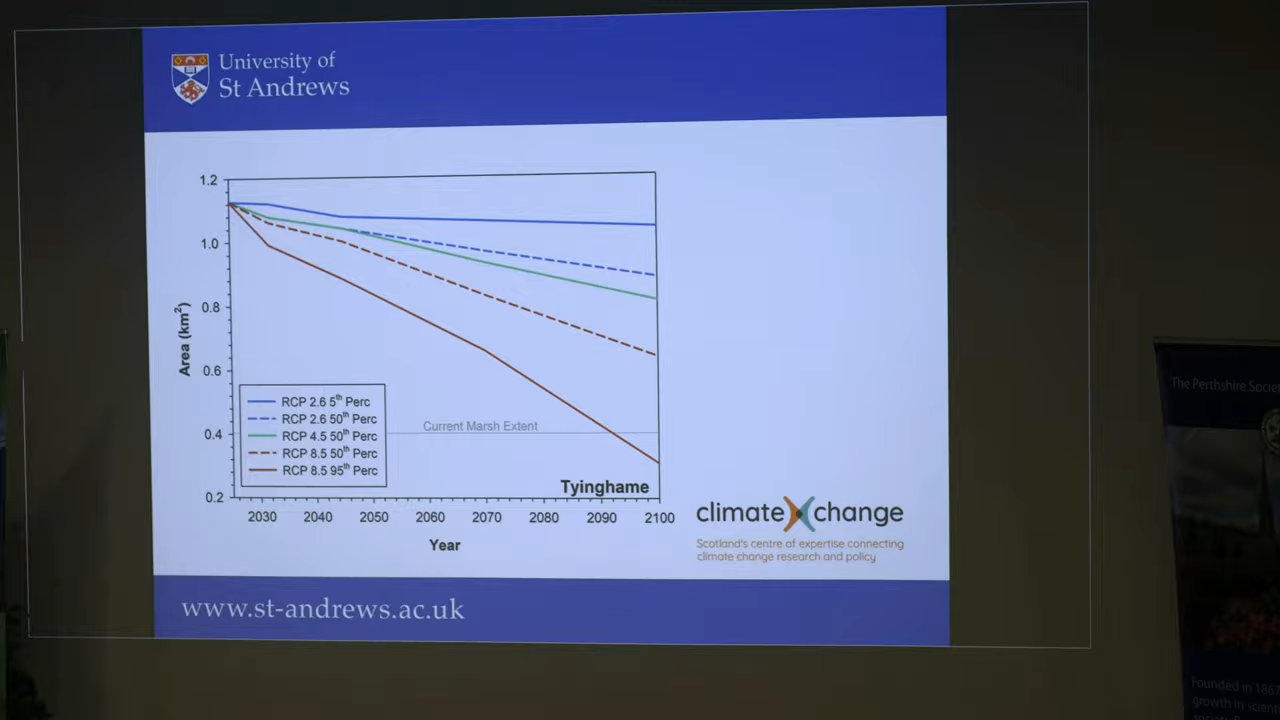 University of
St Andrews
1.2
1.0
0.8
0.6
0.4
0.2
Area (km²)
RCP 2.6 5th Perc
RCP 2.6 50th Perc
RCP 4.5 50th Perc
RCP 8.5 50th Perc
RCP 8.5 95th Perc
Current Marsh Extent
Tyinghame
2030 2040 2050 2060 2070 2080 2090 2100
Year
climate change
Scotland's centre of expertise connecting
climate change research and policy
www.st-andrews.ac.uk
The Perthshire
Founded in
growth in